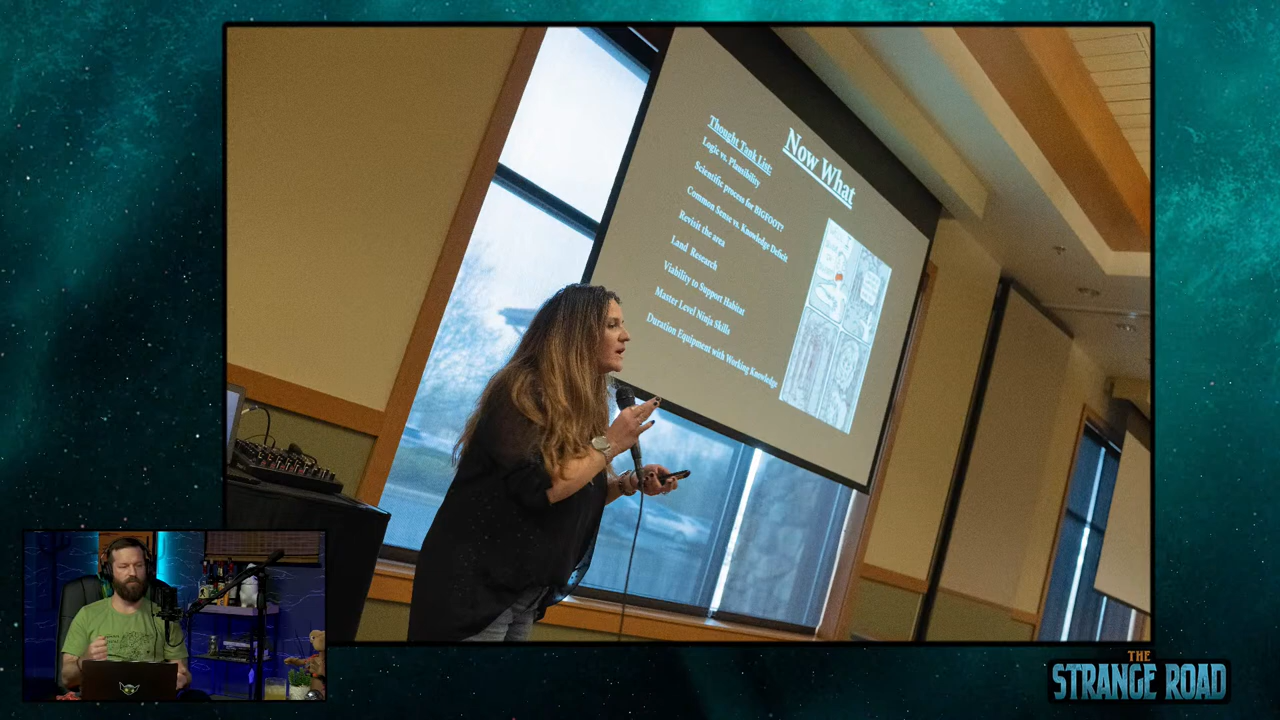 Now What
Thought Tank List:
Logic vs. Plausibility
Scientific process for BIGFOOT?
Common Sense vs. Knowledge Deficit
Revisit the area
Land Research
Viability to Support Habitat
Master Level Ninja Skills
Duration Equipment with Working Knowledge
THE
STRANGE ROAD